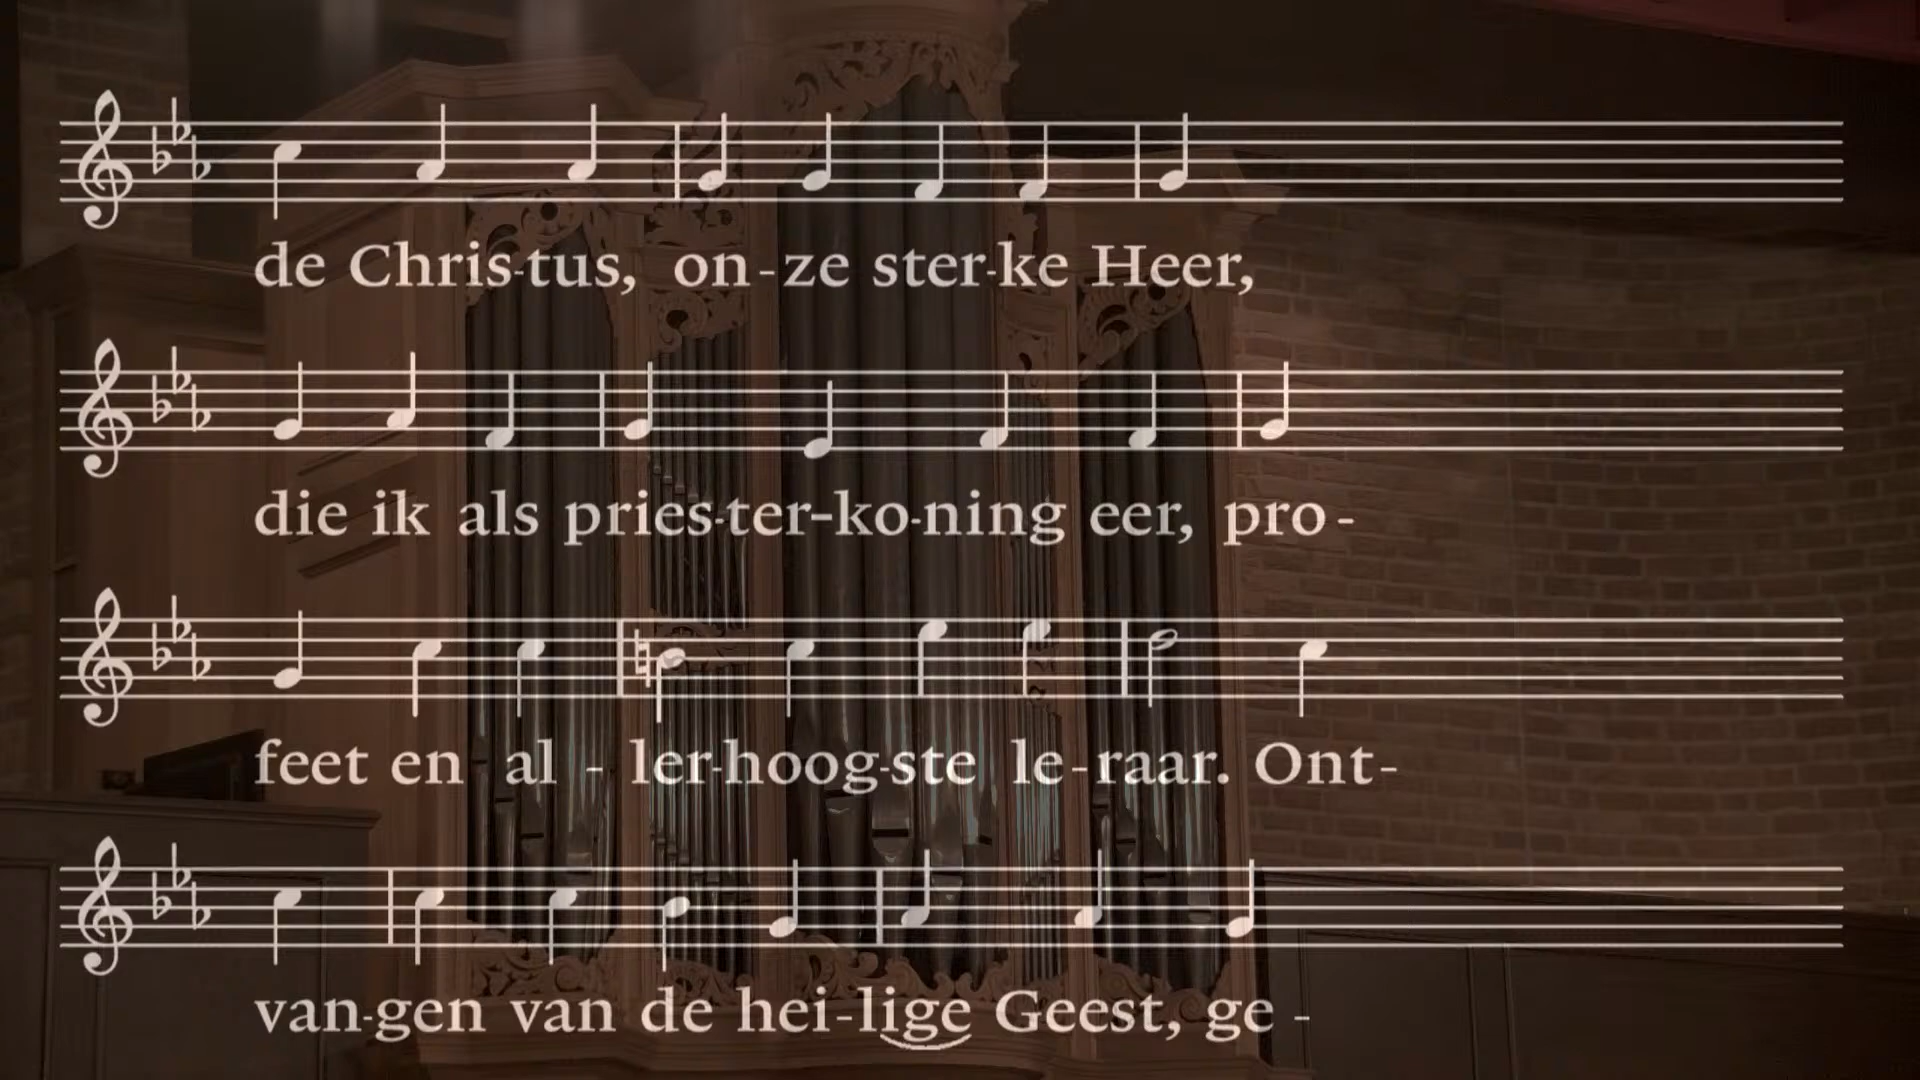 de Chris-tus, on-ze ster-ke Heer,
die ik als pries-ter-ko-ning eer, pro-
feet en al-ler-hoog-ste le-raar. Ont-
van-gen van de hei-lige Geest, ge-